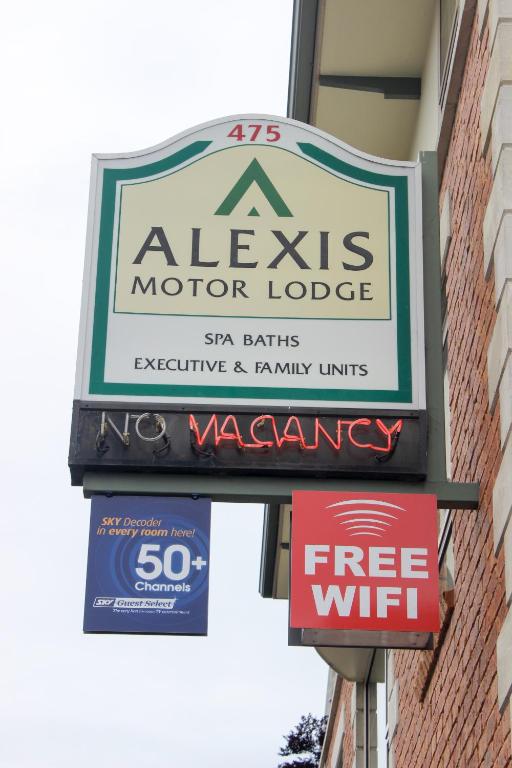 475
ALEXIS
MOTOR LODGE
SPA BATHS
EXECUTIVE & FAMILY UNITS
NO VACANCY
SKY Decoder
in every room here!
50+
Channels
SKY Guest Select
FREE
WIFI